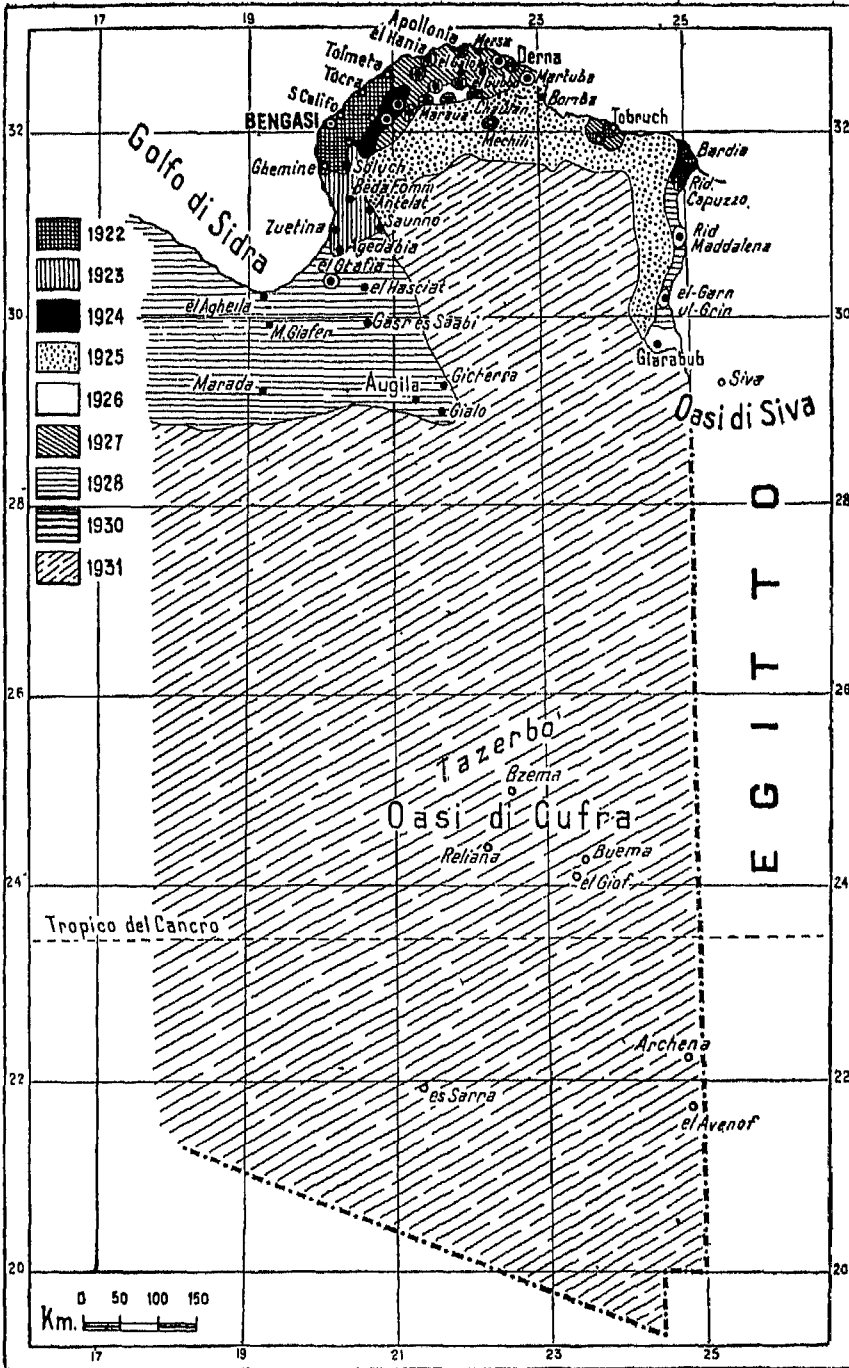 17
19
21
23
25
Apollonia
Mersa
el Hania
Derna
Tolmeta
Martuba
Tocra
Bomba
S Califo
Tobruch
BENGASI
Maraua
Mechili
32
32
Bardia
Golfo di Sidra
Ghemine
Soluch
Rid. Capuzzo
Beda Fomm
Antelat
Zuetina
Saunno
Rid Maddalena
Agedabia
el Gtafia
el Hasciat
el Agheila
el-Garn ul-Grin
30
30
M. Giafer
Gasr es Sàabi
Giarabub
Gicherra
Siva
Marada
Augila
Gialo
Oasi di Siva
1922
1923
1924
1925
1926
1927
1928
1930
1931
28
28
EGITTO
26
26
Tazerbo'
Bzema
Oasi di Cufra
Reliana
Buema
el Giof
24
24
Tropico del Cancro
Archena
22
22
es Sarra
el Avenof
20
20
Km.
0 50 100 150
17
19
21
23
25